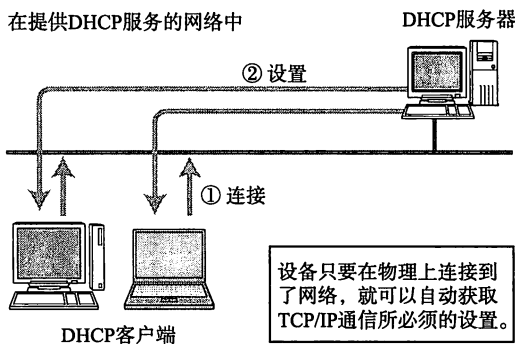 在提供DHCP服务的网络中
DHCP服务器
② 设置
① 连接
DHCP客户端
设备只要在物理上连接到
了网络，就可以自动获取
TCP/IP通信所必须的设置。